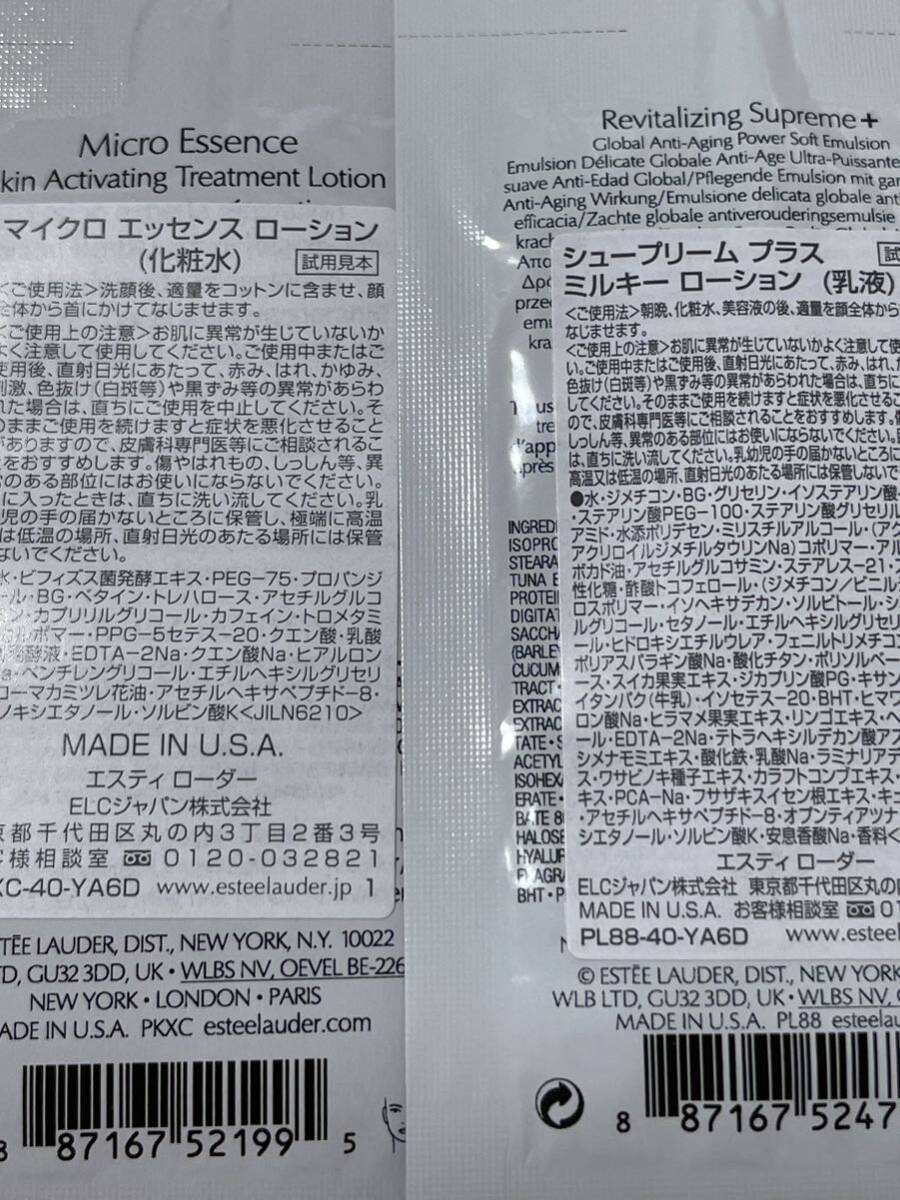 Micro Essence
kin Activating Treatment Lotion
マイクロ エッセンス ローション
(化粧水) 試用見本
<ご使用法>洗顔後、適量をコットンに含ませ、顔
全体から首にかけてなじませます。
<ご使用上の注意>お肌に異常が生じていないか
よく注意して使用してください。ご使用中またはご
使用後、直射日光にあたって、赤み、はれ、かゆみ、
刺激、色抜け(白斑等)や黒ずみ等の異常があらわ
れた場合は、直ちにご使用を中止してください。そ
のままご使用を続けますと症状を悪化させること
がありますので、皮膚科専門医等にご相談されるこ
とをおすすめします。傷やはれもの、しっしん等、異
常のある部位にはお使いにならないでください。
に入ったときは、直ちに洗い流してください。乳
児の手の届かないところに保管し、極端に高温
は低温の場所、直射日光のあたる場所には保管
ないでください。
水・ビフィズス菌発酵エキス・PEG-75・プロパンジ
ール・BG・ベタイン・トレハロース・アセチルグルコ
ン・カプリリルグリコール・カフェイン・トロメタミ
カルボマー・PPG-5セテス-20・クエン酸・乳酸
発酵液・EDTA-2Na・クエン酸Na・ヒアルロン
a・ペンチレングリコール・エチルヘキシルグリセリ
ローマカミツレ花油・アセチルヘキサペプチド-8・
ノキシエタノール・ソルビン酸K<JILN6210>
MADE IN U.S.A.
エスティ ローダー
ELCジャパン株式会社
京都千代田区丸の内3丁目2番3号
客様相談室 0120-032821
KC-40-YA6D www.esteelauder.jp 1
STĒE LAUDER, DIST., NEW YORK, N.Y. 10022
TD, GU32 3DD, UK • WLBS NV, OEVEL BE-226
NEW YORK • LONDON • PARIS
MADE IN U.S.A. PKXC esteelauder.com
87167 52199 5
Revitalizing Supreme+
Global Anti-Aging Power Soft Emulsion
Emulsion Délicate Globale Anti-Age Ultra-Puissante
suave Anti-Edad Global/Pflegende Emulsion mit gan
Anti-Aging Wirkung/Emulsione delicata globale anti
efficacia/Zachte globale antiverouderingsemulsie
krach
Απο
Δρο
prze
emu
kra
シュープリーム プラス 試
ミルキー ローション (乳液)
<ご使用法>朝晩、化粧水、美容液の後、適量を顔全体から
なじませます。
<ご使用上の注意>お肌に異常が生じていないかよく注意して使
い。ご使用中またはご使用後、直射日光にあたって、赤み、はれ、か
色抜け(白斑等)や黒ずみ等の異常があらわれた場合は、直ちに
してください。そのままご使用を続けますと症状を悪化させるこ
ので、皮膚科専門医等にご相談されることをおすすめします。傷
しっしん等、異常のある部位にはお使いにならないでください。
は、直ちに洗い流してください。乳幼児の手の届かないところに
高温又は低温の場所、直射日光のあたる場所には保管しないで
tre
d'app
après
●水・ジメチコン・BG・グリセリン・イソステアリン酸
・ステアリン酸PEG-100・ステアリン酸グリセリル
アミド・水添ポリデセン・ミリスチルアルコール・(アク
アクリロイルジメチルタウリンNa)コポリマー・アル
ボカド油・アセチルグルコサミン・ステアレス-21・ス
性化糖・酢酸トコフェロール・(ジメチコン/ビニルジ
ロスポリマー・イソヘキサデカン・ソルビトール・シ
ルグリコール・セタノール・エチルヘキシルグリセリ
ール・ヒドロキシエチルウレア・フェニルトリメチコ
ポリアスパラギン酸Na・酸化チタン・ポリソルベー
ース・スイカ果実エキス・ジカプリン酸PG・キサン
イタンパク(牛乳)・イソセテス-20・BHT・ヒマワ
ロン酸Na・ヒラマメ果実エキス・リンゴエキス・ヘ
ール・EDTA-2Na・テトラヘキシルデカン酸アス
シメナモミエキス・酸化鉄・乳酸Na・ラミナリアデ
ス・ワサビノキ種子エキス・カラフトコンブエキス・
キス・PCA-Na・フサザキスイセン根エキス・キ
・アセチルヘキサペプチド-8・オプンティアツナ
シエタノール・ソルビン酸K・安息香酸Na・香料<
エスティ ローダー
ELCジャパン株式会社 東京都千代田区丸の内
MADE IN U.S.A. お客様相談室 01
PL88-40-YA6D www.estee
INGREDI
ISOPRO
STEARA
TUNA E
PROTEIN
DIGITAT
SACCHA
(BARLEY
CUCUM
TRACT •
EXTRAC
EXTRAC
TATE • S
ACETYL
ISOHEX
ERATE •
BATE 8
HALOSE
HYALUR
FRAGRA
BHT • P
© ESTĒE LAUDER, DIST., NEW YORK
WLB LTD, GU32 3DD, UK • WLBS NV, O
MADE IN U.S.A. PL88 esteelau
8 87167 5247